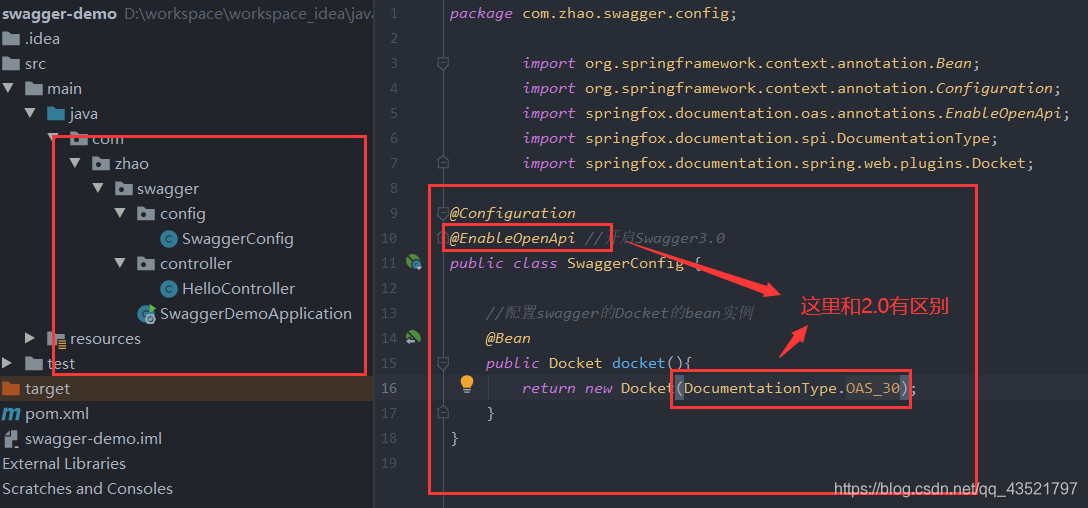 swagger-demo D:\workspace\workspace_idea\java
.idea
src
main
java
com
zhao
swagger
config
SwaggerConfig
controller
HelloController
SwaggerDemoApplication
resources
test
target
pom.xml
swagger-demo.iml
External Libraries
Scratches and Consoles
1 package com.zhao.swagger.config;
2
3 import org.springframework.context.annotation.Bean;
4 import org.springframework.context.annotation.Configuration;
5 import springfox.documentation.oas.annotations.EnableOpenApi;
6 import springfox.documentation.spi.DocumentationType;
7 import springfox.documentation.spring.web.plugins.Docket;
8
9 @Configuration
10 @EnableOpenApi //开启Swagger3.0
11 public class SwaggerConfig {
12
13 //配置swagger的Docket的bean实例
14 @Bean
15 public Docket docket(){
16 return new Docket(DocumentationType.OAS_30);
17 }
18 }
19
这里和2.0有区别
https://blog.csdn.net/qq_43521797